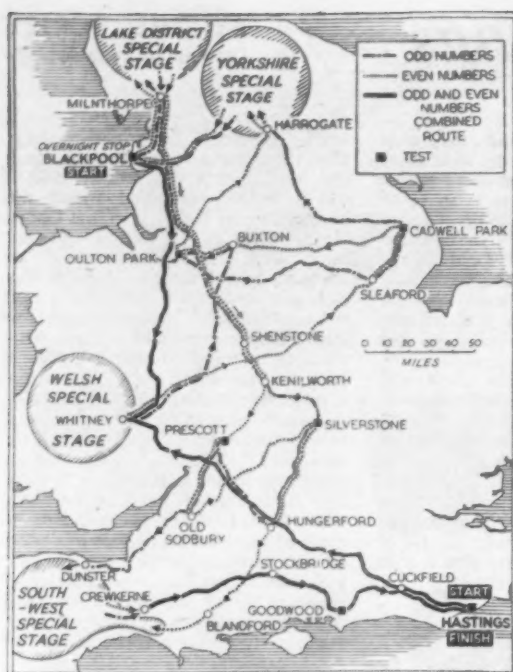 LAKE DISTRICT
SPECIAL
STAGE
MILNTHORPE
YORKSHIRE
SPECIAL
STAGE
HARROGATE
ODD NUMBERS
EVEN NUMBERS
ODD AND EVEN
NUMBERS
COMBINED
ROUTE
TEST
OVERNIGHT STOP
BLACKPOOL
START
OULTON PARK
BUXTON
CADWELL PARK
SLEAFORD
SHENSTONE
0 10 20 30 40 50
MILES
KENILWORTH
WELSH
SPECIAL
WHITNEY
STAGE
PRESCOTT
SILVERSTONE
OLD
SODBURY
HUNGERFORD
DUNSTER
STOCKBRIDGE
CUCKFIELD
START
CREWKERNE
GOODWOOD
HASTINGS
FINISH
SOUTH
-WEST
SPECIAL
STAGE
BLANDFORD